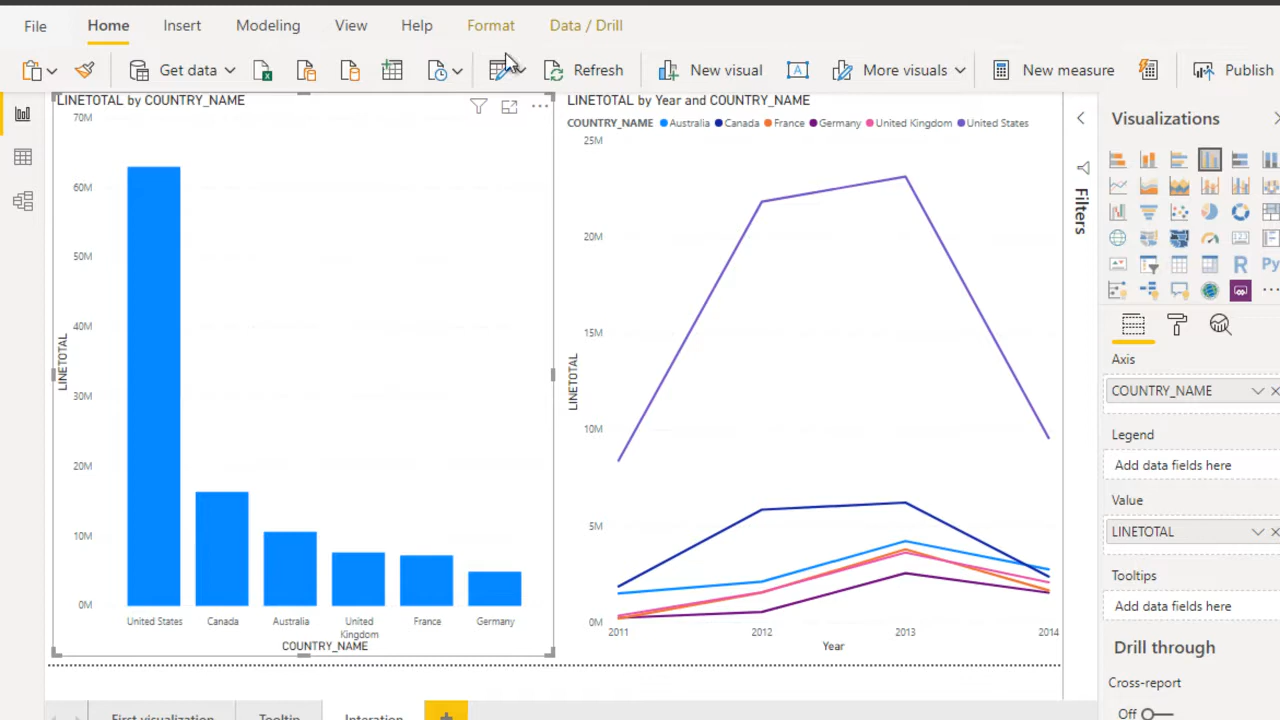 File Home Insert Modeling View Help Format Data / Drill
Get data Refresh New visual More visuals New measure Publish
LINETOTAL by COUNTRY_NAME
70M
60M
50M
40M
30M
20M
10M
0M
LINETOTAL
United States Canada Australia United Kingdom France Germany
COUNTRY_NAME
LINETOTAL by Year and COUNTRY_NAME
COUNTRY_NAME Australia Canada France Germany United Kingdom United States
25M
20M
15M
10M
5M
0M
LINETOTAL
2011 2012 2013 2014
Year
Filters
Visualizations
R Py
123
Axis
COUNTRY_NAME
Legend
Add data fields here
Value
LINETOTAL
Tooltips
Add data fields here
Drill through
Cross-report
Off
First visualization Tooltip Interation